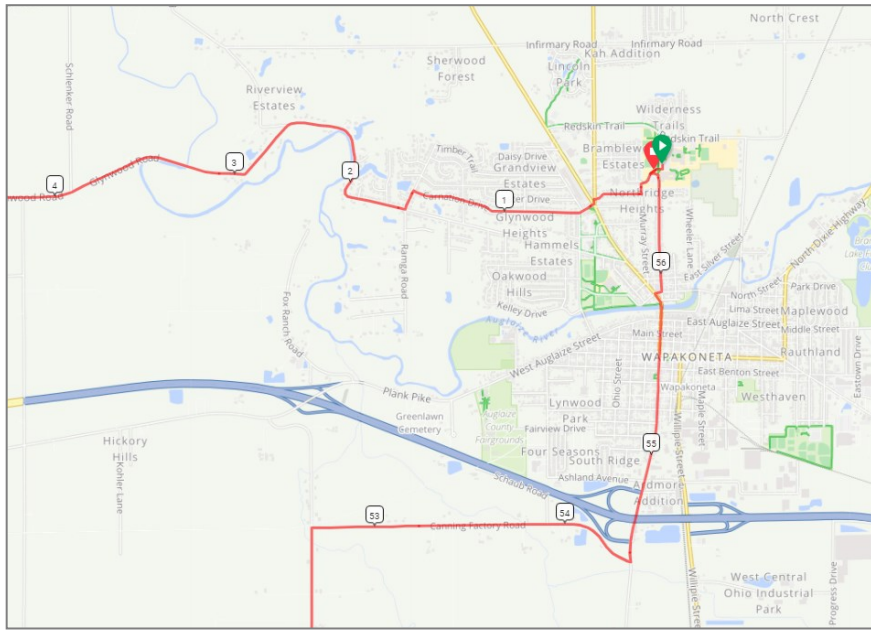 North Crest
Infirmary Road
Infirmary Road
Kah Addition
Sherwood
Forest
Lincoln
Park
Schlenker Road
Riverview
Estates
Wilderness
Trails
Redskin Trail
Redskin Trail
Timber Trail
Daisy Drive
Grandview
Estates
3
Glynwood Road
2
4
wood Road
Carnation Drive
1
Glynwood
Heights
Northridge
Heights
Murray Street
Wheeler Lane
East Silver Street
North Dixie Highway
Hammels
Estates
Ramga Road
Oakwood
Hills
56
Kelley Drive
North Street
Park Drive
Lima Street
Maplewood
Fox Ranch Road
Auglaize River
Main Street
East Auglaize Street
Middle Street
West Auglaize Street
WAPAKONETA
Rauthland
East Benton Street
Eastown Drive
Ohio Street
Wapakoneta
Westhaven
Plank Pike
Lynwood
Park
Maple Street
Greenlawn
Cemetery
Auglaize
County
Fairgrounds
Fairview Drive
Willipie Street
Hickory
Hills
Four Seasons
South Ridge
55
Kohler Lane
Schaub Road
Ashland Avenue
Ardmore
Addition
53
Canning Factory Road
54
Willipie Street
West Central
Ohio Industrial
Park
Progress Drive